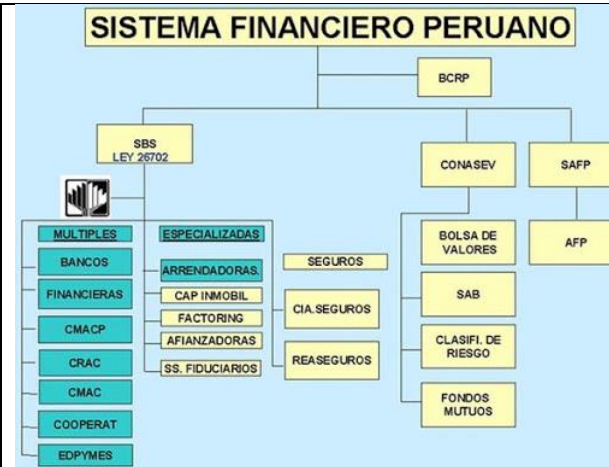 SISTEMA FINANCIERO PERUANO
BCRP
SBS
LEY 26702
CONASEV
SAFP
MULTIPLES
BANCOS
FINANCIERAS
CMACP
CRAC
CMAC
COOPERAT
EDPYMES
ESPECIALIZADAS
ARRENDADORAS.
CAP INMOBIL
FACTORING
AFIANZADORAS
SS. FIDUCIARIOS
SEGUROS
CIA.SEGUROS
REASEGUROS
BOLSA DE
VALORES
SAB
CLASIFI. DE
RIESGO
FONDOS
MUTUOS
AFP